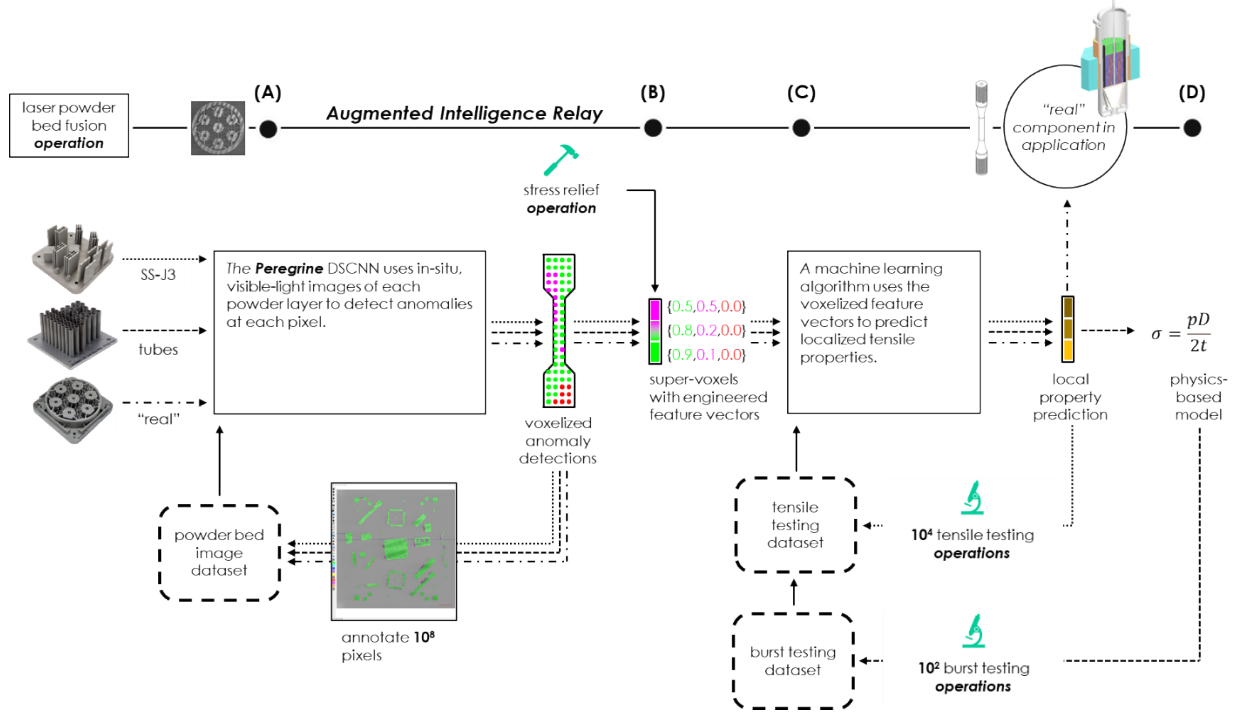 (A)
(B)
(C)
(D)
laser powder
bed fusion
operation
Augmented Intelligence Relay
"real"
component in
application
stress relief
operation
SS-J3
tubes
"real"
The Peregrine DSCNN uses in-situ,
visible-light images of each
powder layer to detect anomalies
at each pixel.
{0.5,0.5,0.0}
{0.8,0.2,0.0}
{0.9,0.1,0.0}
super-voxels
with engineered
feature vectors
A machine learning
algorithm uses the
voxelized feature
vectors to predict
localized tensile
properties.
σ = pD/2t
local
property
prediction
physics-
based
model
voxelized
anomaly
detections
powder bed
image
dataset
annotate 10⁸
pixels
tensile
testing
dataset
10⁴ tensile testing
operations
burst testing
dataset
10² burst testing
operations